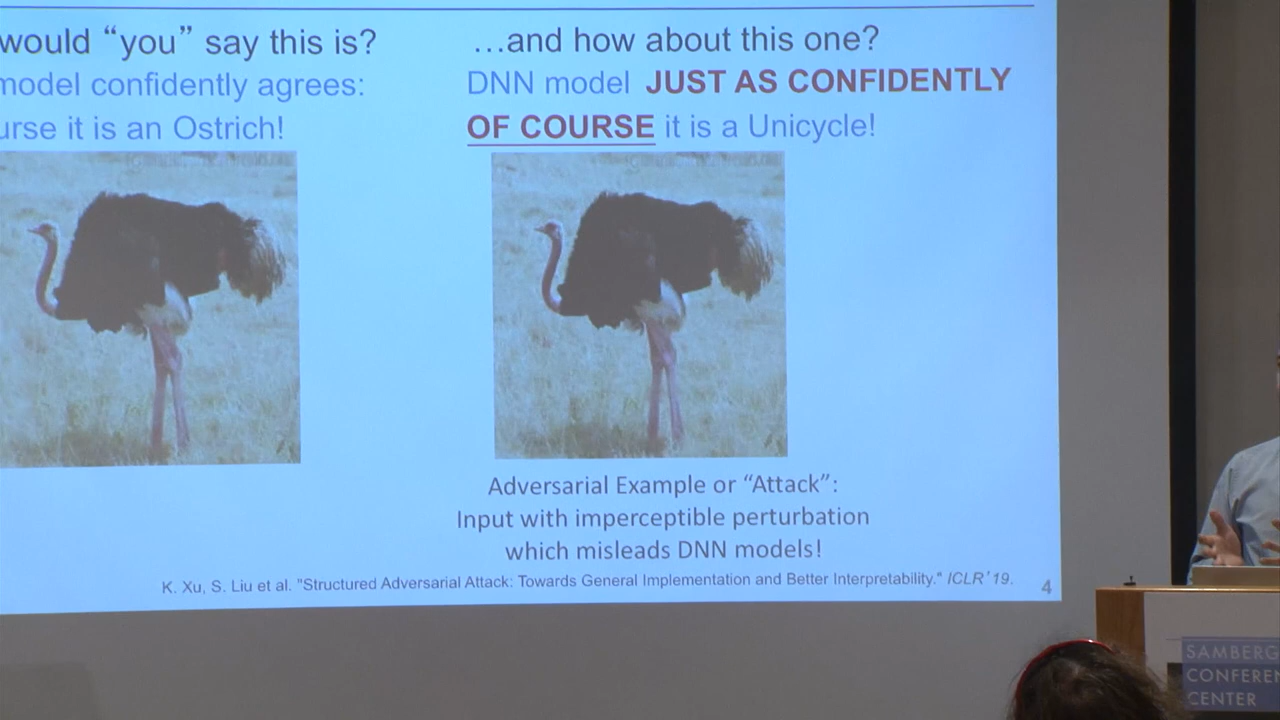 would “you” say this is?
model confidently agrees:
urse it is an Ostrich!
…and how about this one?
DNN model JUST AS CONFIDENTLY
OF COURSE it is a Unicycle!
Adversarial Example or “Attack”:
Input with imperceptible perturbation
which misleads DNN models!
K. Xu, S. Liu et al. "Structured Adversarial Attack: Towards General Implementation and Better Interpretability." ICLR’19.
4
SAMBERG
CONFEREN
CENTER